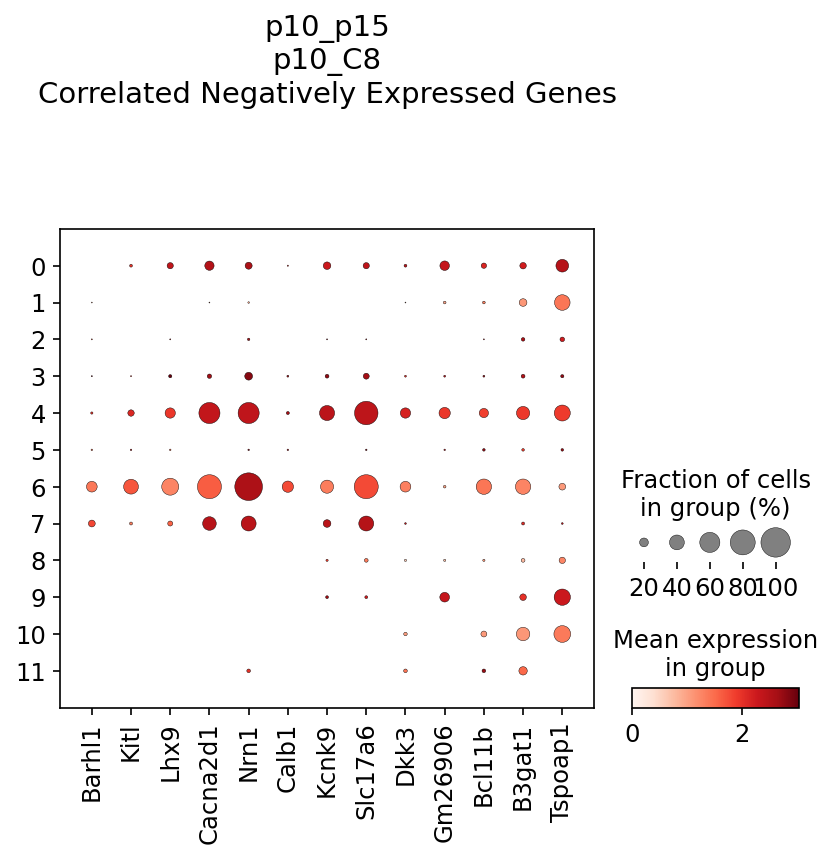 p10_p15
p10_C8
Correlated Negatively Expressed Genes
0
1
2
3
4
5
6
7
8
9
10
11
Barhl1
Kitl
Lhx9
Cacna2d1
Nrn1
Calb1
Kcnk9
Slc17a6
Dkk3
Gm26906
Bcl11b
B3gat1
Tspoap1
Fraction of cells
in group (%)
20 40 60 80 100
Mean expression
in group
0 2